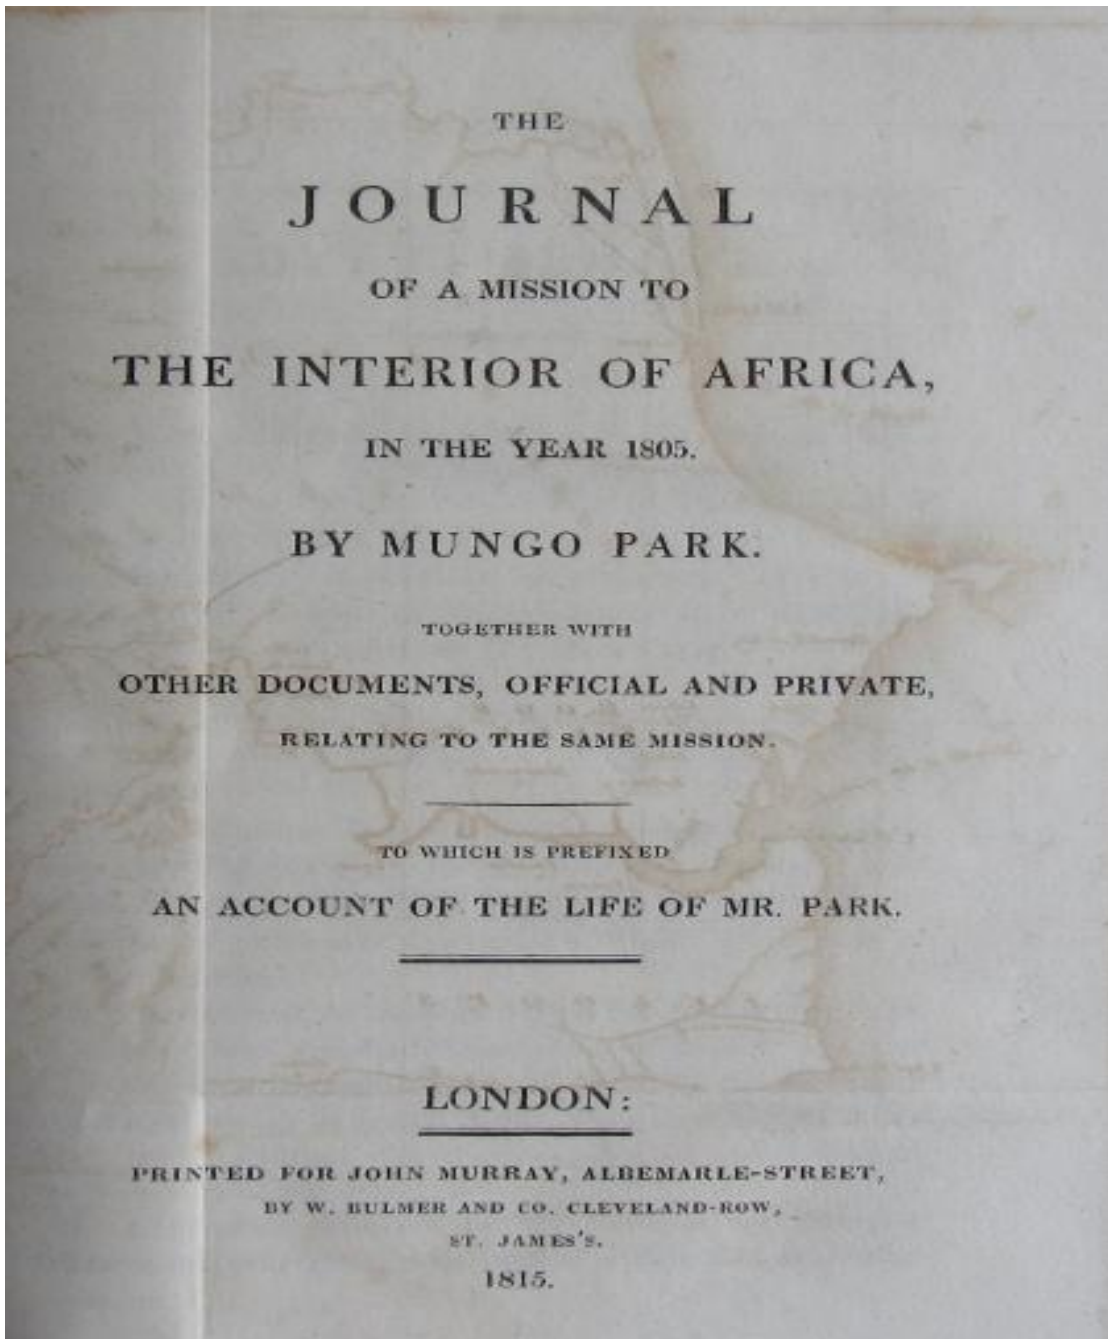 THE
JOURNAL
OF A MISSION TO
THE INTERIOR OF AFRICA,
IN THE YEAR 1805.
BY MUNGO PARK.
TOGETHER WITH
OTHER DOCUMENTS, OFFICIAL AND PRIVATE,
RELATING TO THE SAME MISSION.
TO WHICH IS PREFIXED
AN ACCOUNT OF THE LIFE OF MR. PARK.
LONDON:
PRINTED FOR JOHN MURRAY, ALBEMARLE-STREET,
BY W. BULMER AND CO. CLEVELAND-ROW,
ST. JAMES'S.
1815.